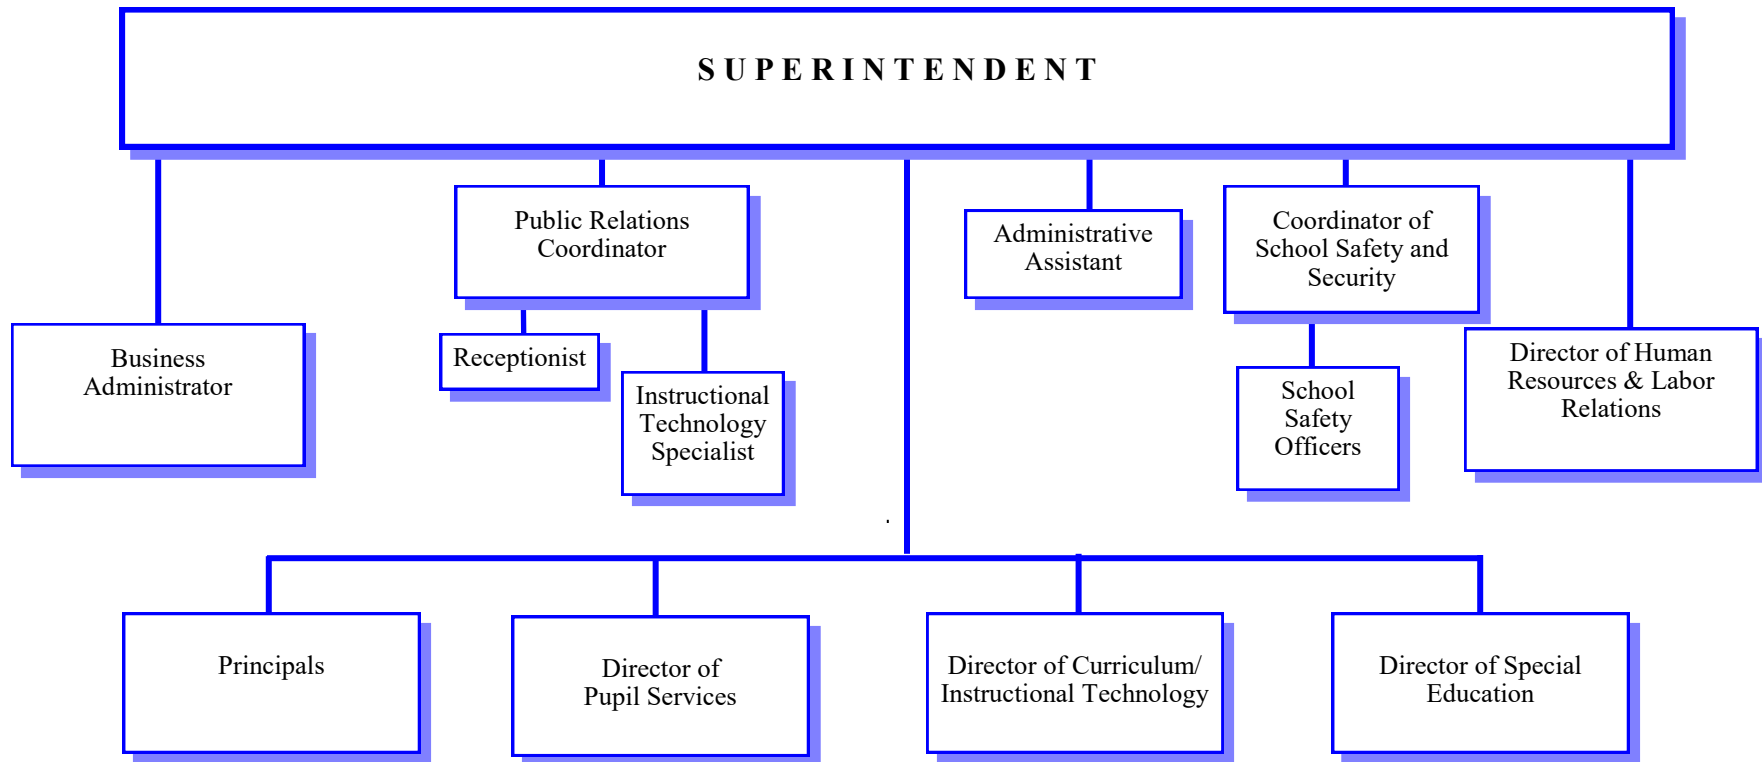 S U P E R I N T E N D E N T
Public Relations
Coordinator
Administrative
Assistant
Coordinator of
School Safety and
Security
Business
Administrator
Receptionist
Instructional
Technology
Specialist
School
Safety
Officers
Director of Human
Resources & Labor
Relations
.
Principals
Director of
Pupil Services
Director of Curriculum/
Instructional Technology
Director of Special
Education